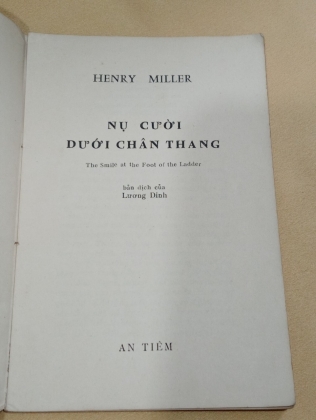 HENRY MILLER
NỤ CƯỜI
DƯỚI CHÂN THANG
The Smile at the Foot of the Ladder
bản dịch của
Lương Dinh
AN TIÊM